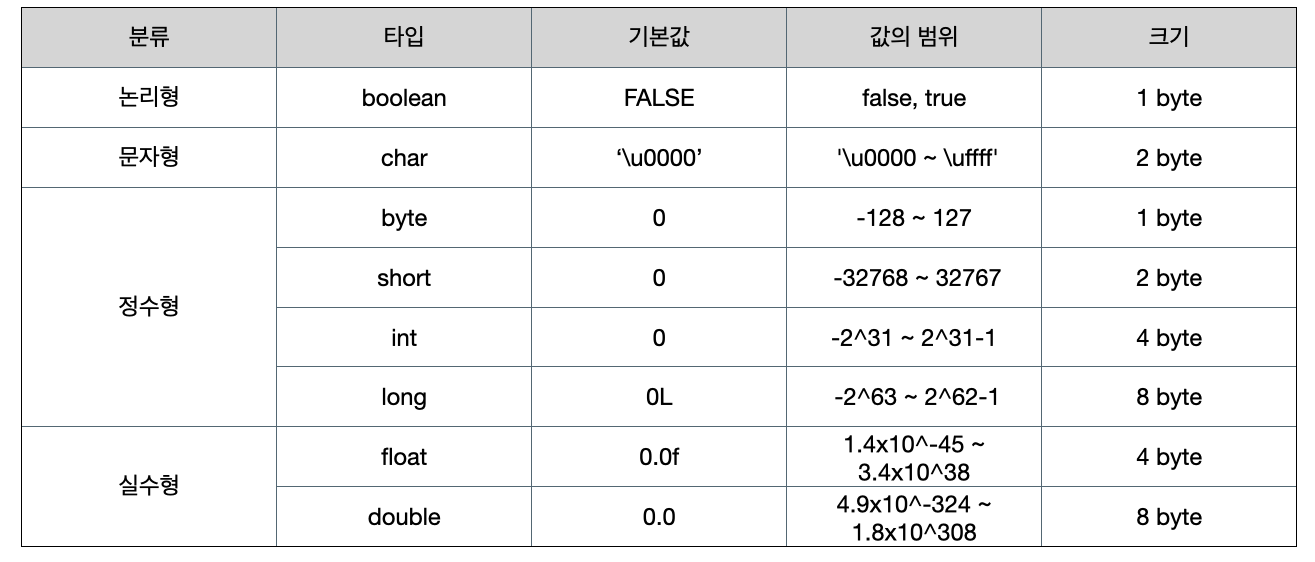 분류 타입 기본값 값의 범위 크기
논리형 boolean FALSE false, true 1 byte
문자형 char ‘\u0000’ '\u0000 ~ \uffff' 2 byte
정수형
byte 0 -128 ~ 127 1 byte
short 0 -32768 ~ 32767 2 byte
int 0 -2^31 ~ 2^31-1 4 byte
long 0L -2^63 ~ 2^62-1 8 byte
실수형
float 0.0f 1.4x10^-45 ~
3.4x10^38 4 byte
double 0.0 4.9x10^-324 ~
1.8x10^308 8 byte